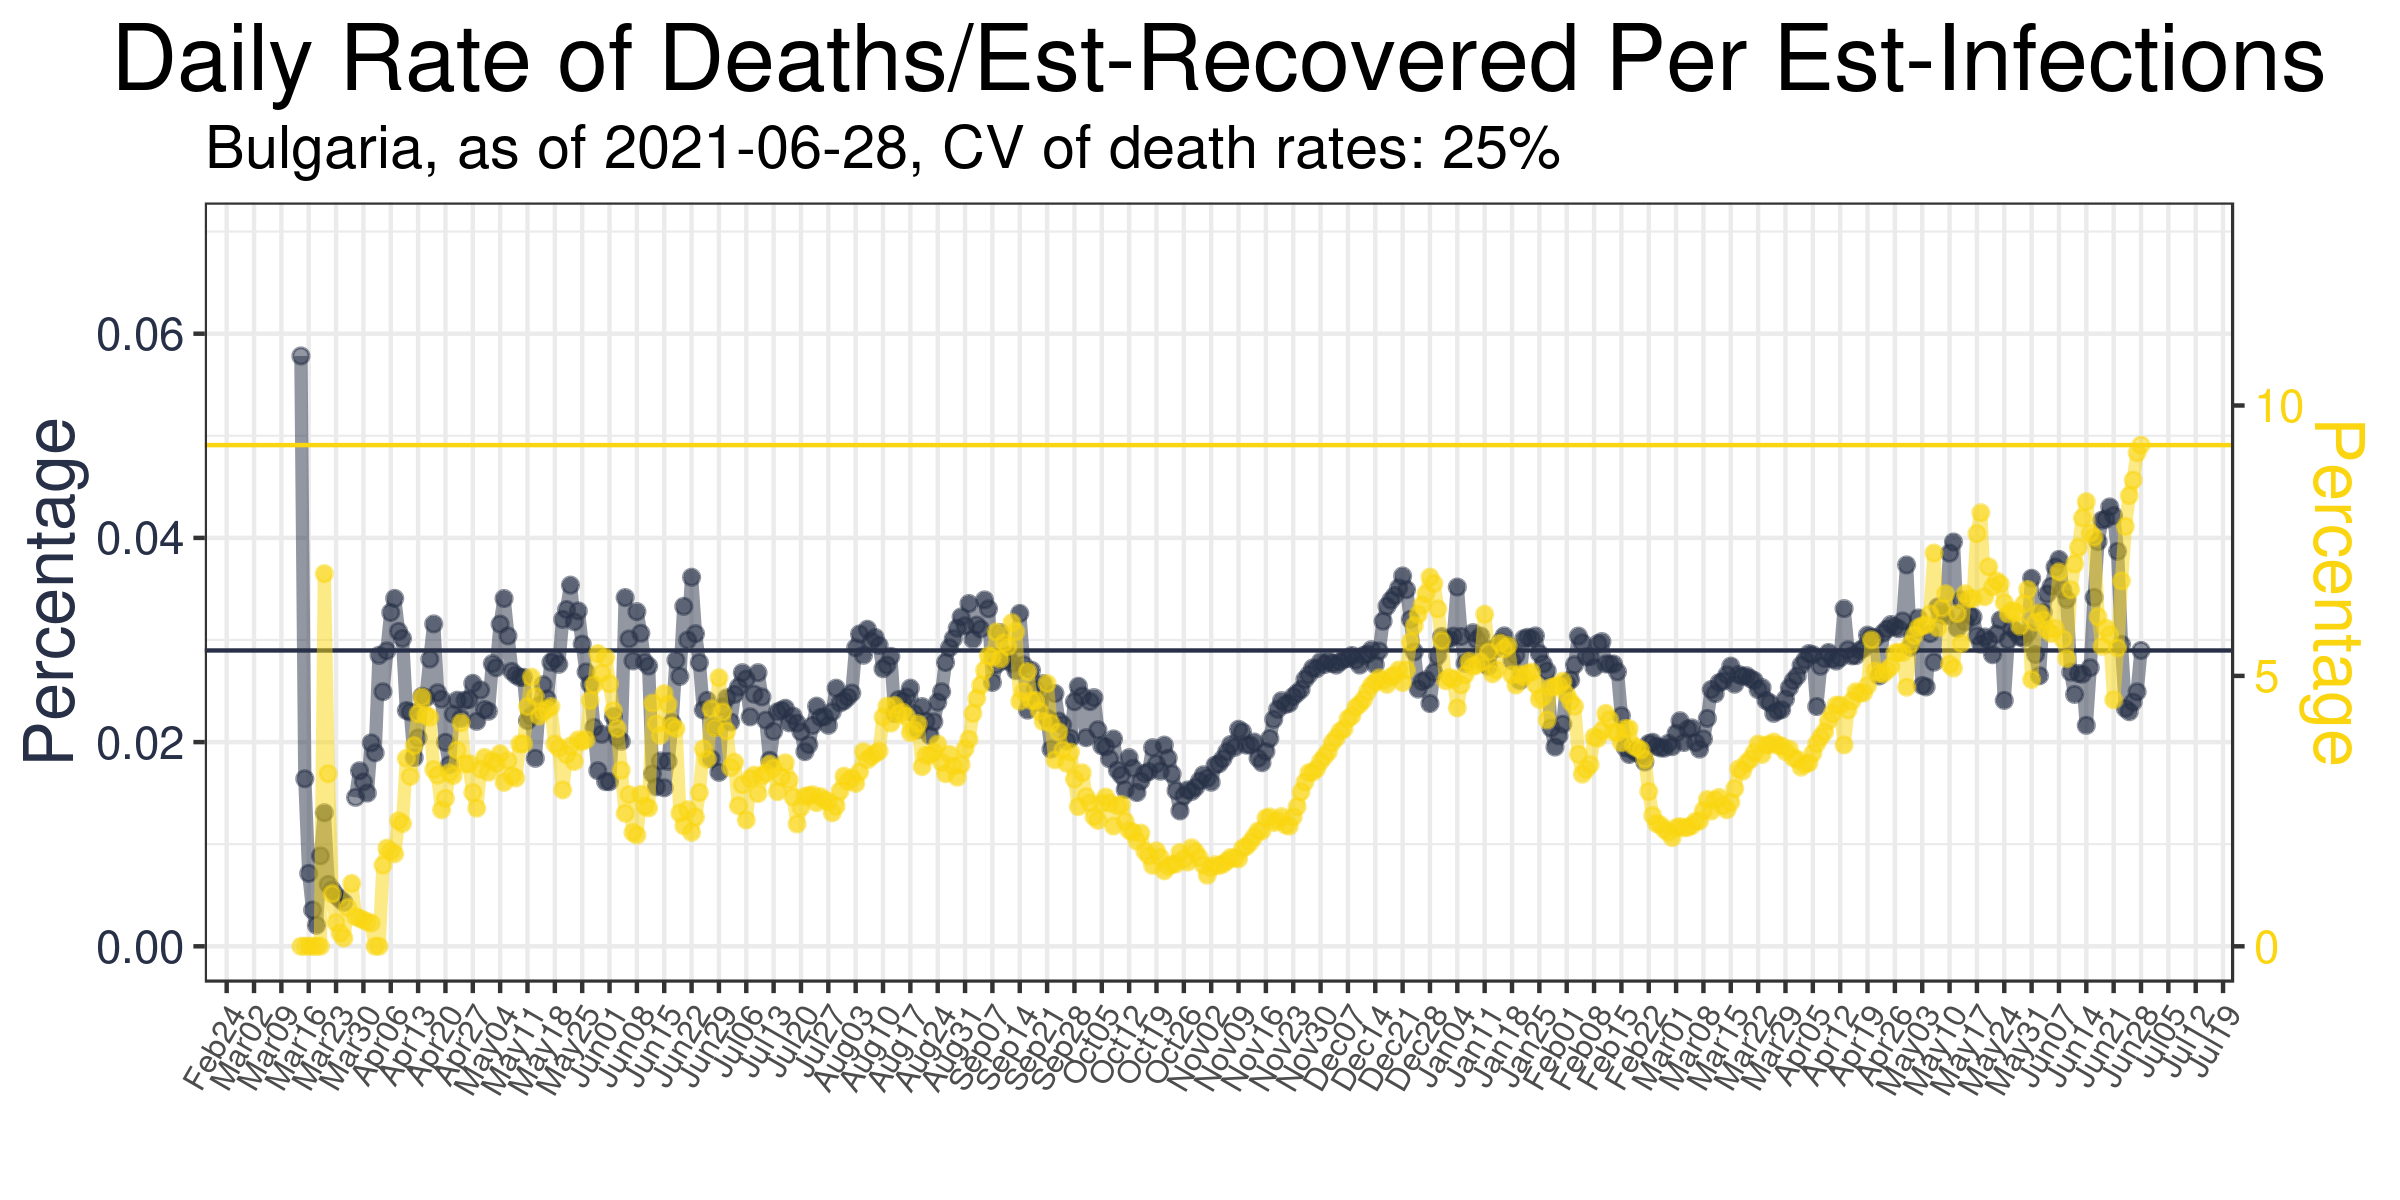 Daily Rate of Deaths/Est-Recovered Per Est-Infections
Bulgaria, as of 2021-06-28, CV of death rates: 25%
Percentage
0.06
0.04
0.02
0.00
10
5
0
Percentage
Feb24
Mar02
Mar09
Mar16
Mar23
Mar30
Apr06
Apr13
Apr20
Apr27
May04
May11
May18
May25
Jun01
Jun08
Jun15
Jun22
Jun29
Jul06
Jul13
Jul20
Jul27
Aug03
Aug10
Aug17
Aug24
Aug31
Sep07
Sep14
Sep21
Sep28
Oct05
Oct12
Oct19
Oct26
Nov02
Nov09
Nov16
Nov23
Nov30
Dec07
Dec14
Dec21
Dec28
Jan04
Jan11
Jan18
Jan25
Feb01
Feb08
Feb15
Feb22
Mar01
Mar08
Mar15
Mar22
Mar29
Apr05
Apr12
Apr19
Apr26
May03
May10
May17
May24
May31
Jun07
Jun14
Jun21
Jun28
Jul05
Jul12
Jul19